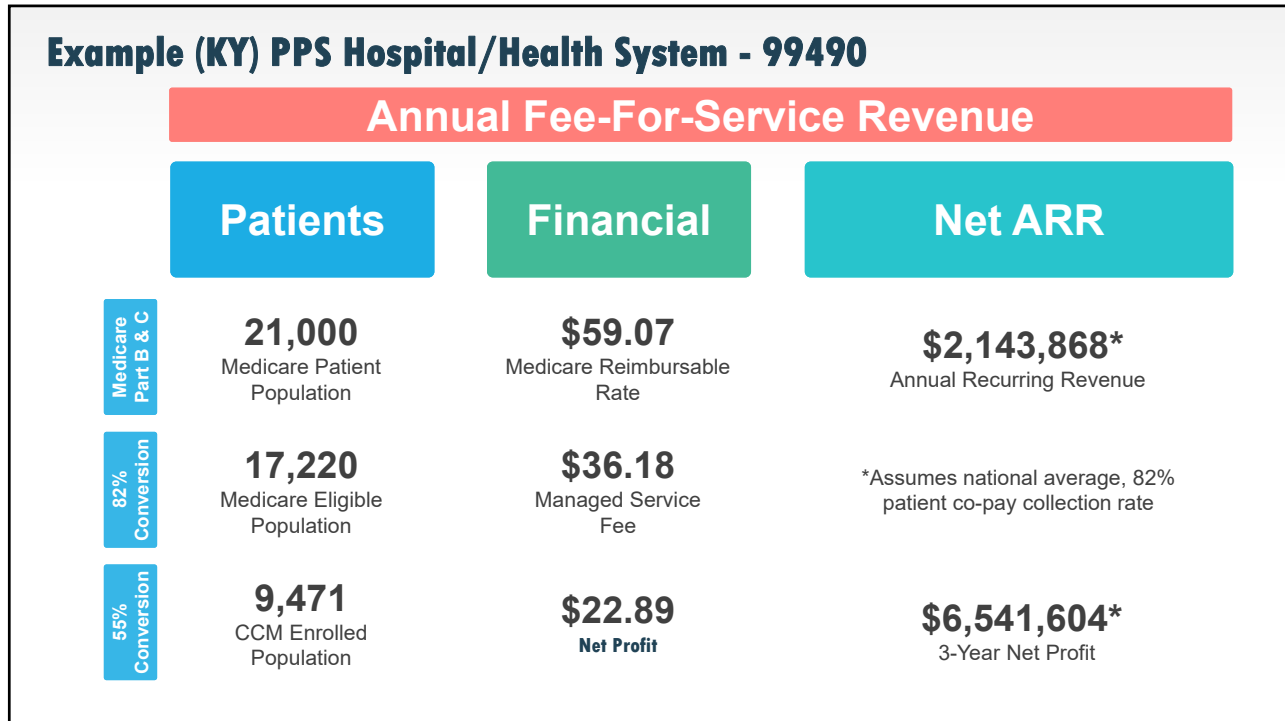 Example (KY) PPS Hospital/Health System - 99490
Annual Fee-For-Service Revenue
Patients
Financial
Net ARR
Medicare
Part B & C
21,000
Medicare Patient
Population
$59.07
Medicare Reimbursable
Rate
$2,143,868*
Annual Recurring Revenue
82%
Conversion
17,220
Medicare Eligible
Population
$36.18
Managed Service
Fee
*Assumes national average, 82%
patient co-pay collection rate
55%
Conversion
9,471
CCM Enrolled
Population
$22.89
Net Profit
$6,541,604*
3-Year Net Profit